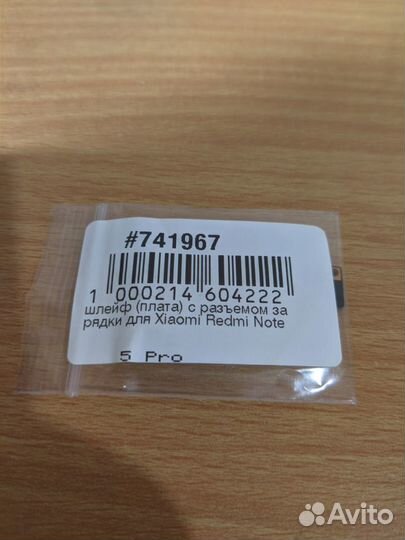 #741967
1 000214 604222
шлейф (плата) с разъемом за
рядки для Xiaomi Redmi Note
5 Pro
Avito